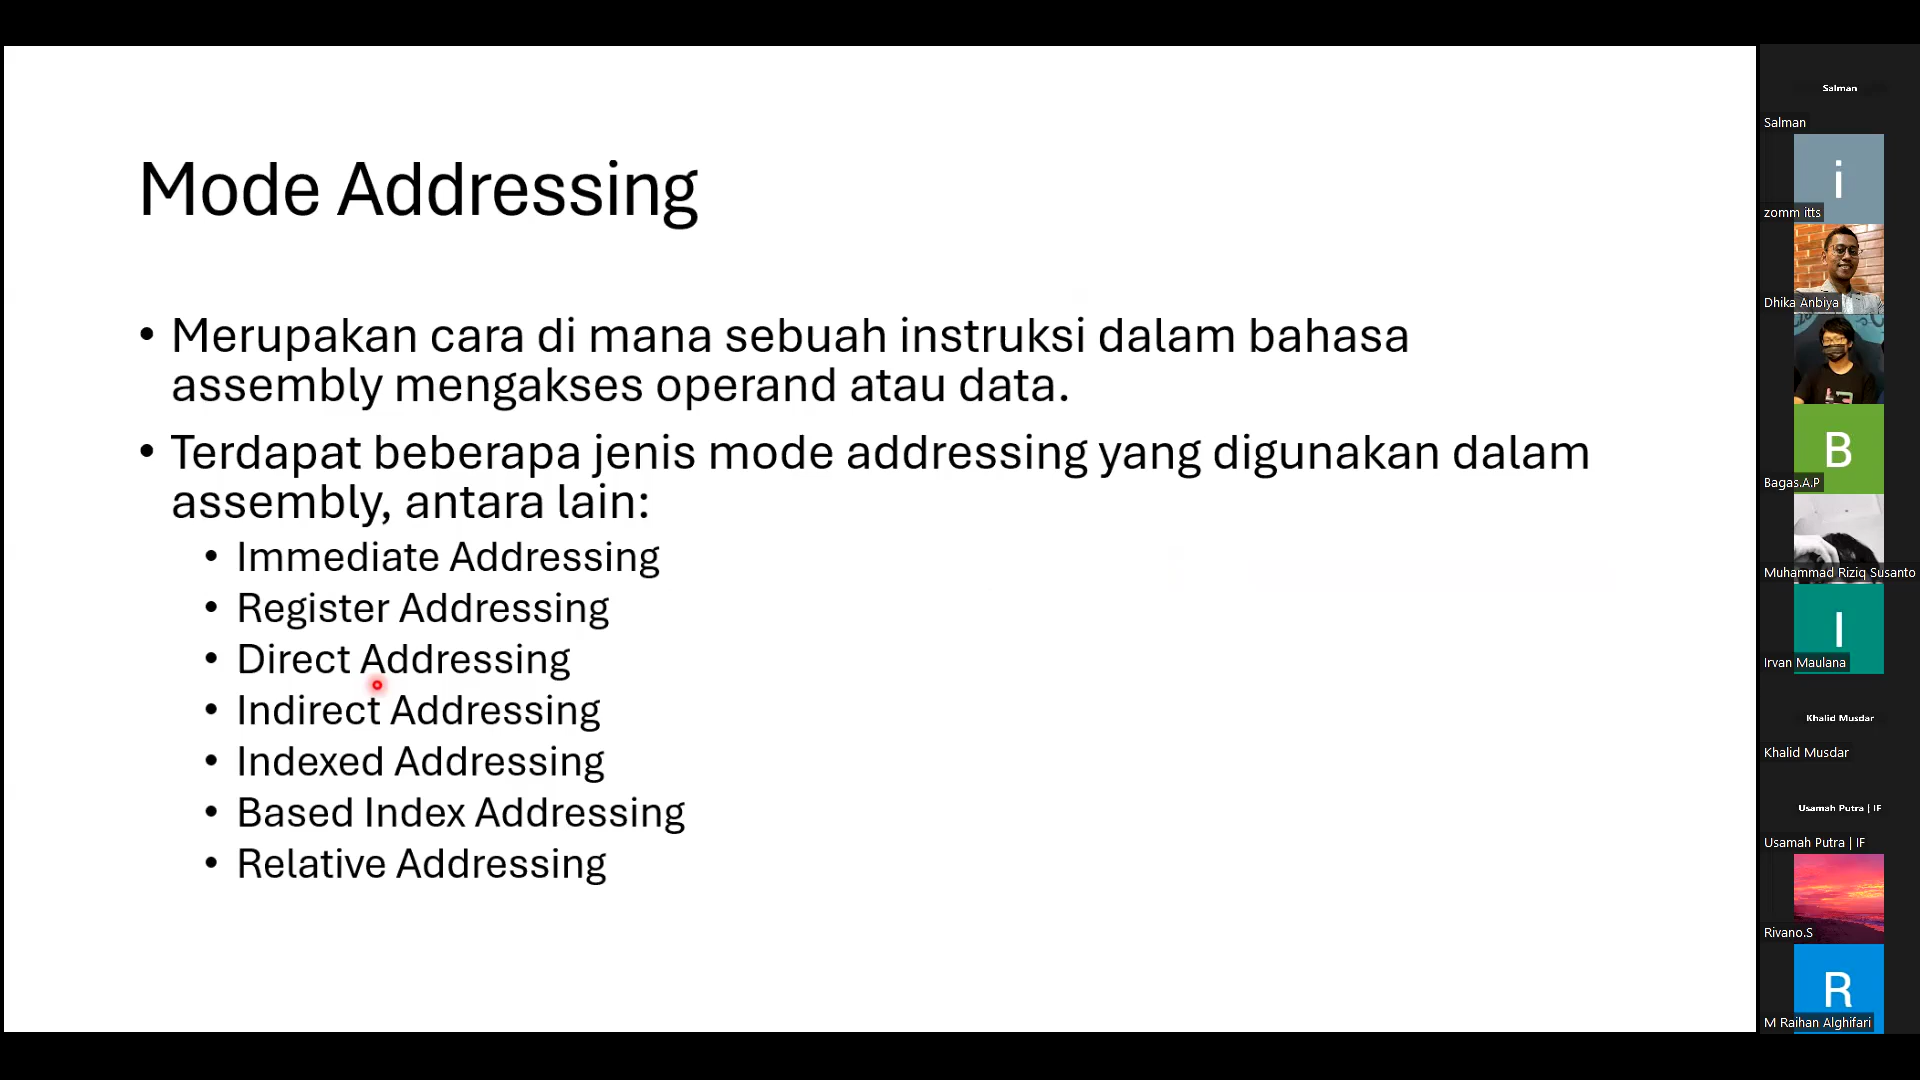 Mode Addressing
• Merupakan cara di mana sebuah instruksi dalam bahasa
assembly mengakses operand atau data.
• Terdapat beberapa jenis mode addressing yang digunakan dalam
assembly, antara lain:
• Immediate Addressing
• Register Addressing
• Direct Addressing
• Indirect Addressing
• Indexed Addressing
• Based Index Addressing
• Relative Addressing
Salman
Salman
i
zomm itts
Dhika Anbiya
B
Bagas.A.P
Muhammad Riziq Susanto
I
Irvan Maulana
Khalid Musdar
Khalid Musdar
Usamah Putra | IF
Usamah Putra | IF
Rivano.S
R
M Raihan Alghifari